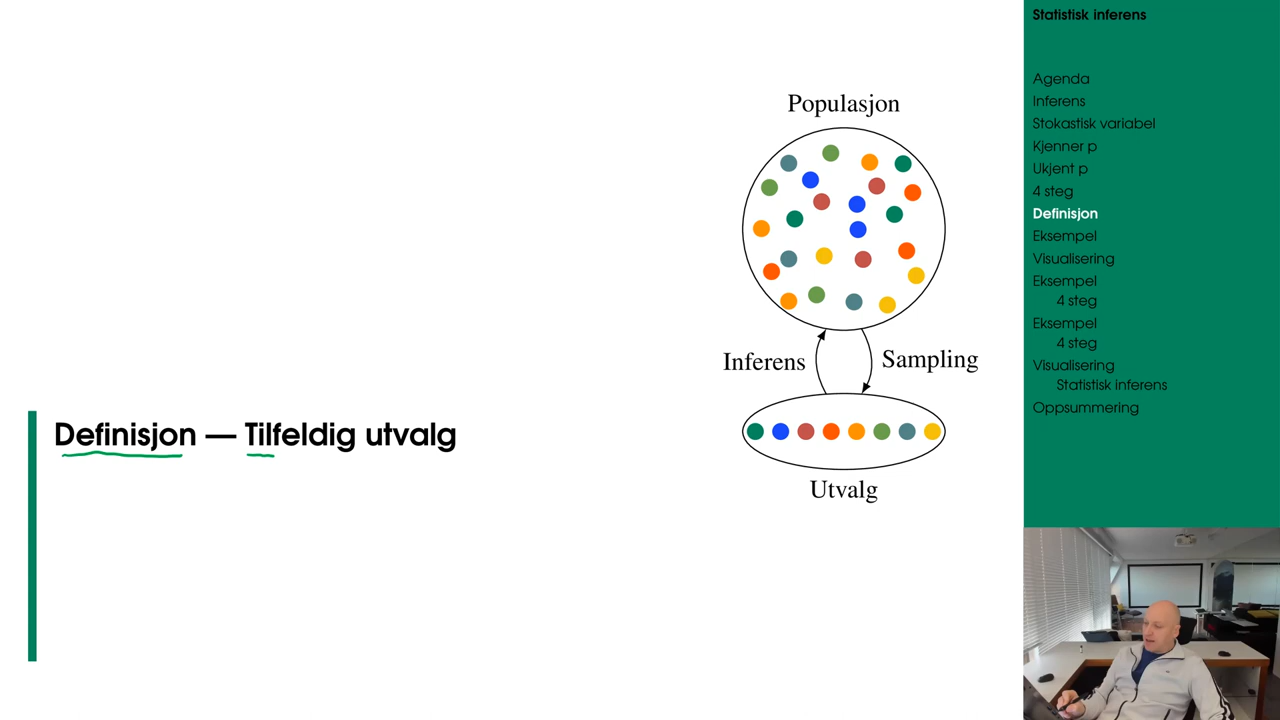 Populasjon
Inferens
Sampling
Utvalg
Definisjon — Tilfeldig utvalg
Statistisk inferens
Agenda
Inferens
Stokastisk variabel
Kjenner p
Ukjent p
4 steg
Definisjon
Eksempel
Visualisering
Eksempel
4 steg
Eksempel
4 steg
Visualisering
Statistisk inferens
Oppsummering